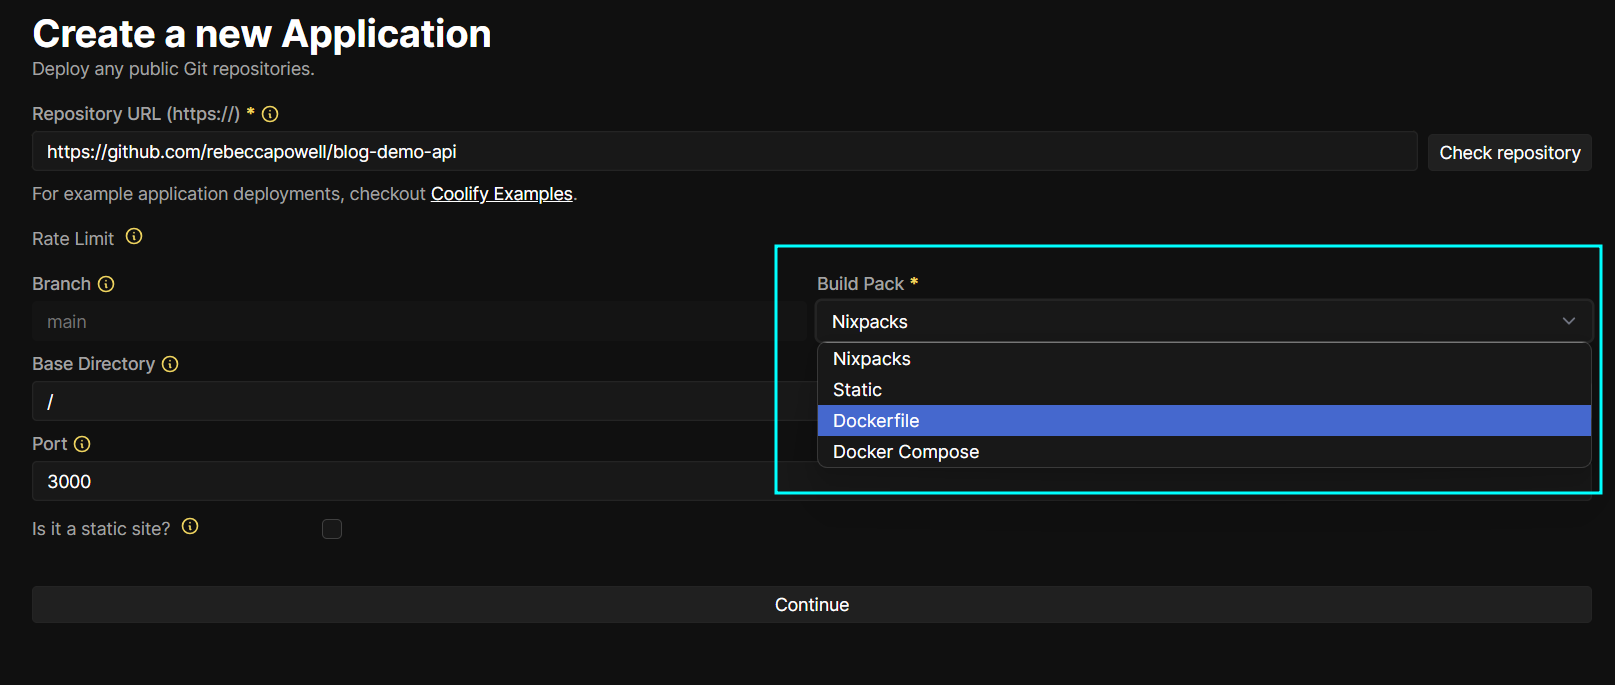 Create a new Application
Deploy any public Git repositories.
Repository URL (https://) *
https://github.com/rebeccapowell/blog-demo-api
Check repository
For example application deployments, checkout Coolify Examples.
Rate Limit
Branch
main
Build Pack *
Nixpacks
Nixpacks
Static
Dockerfile
Docker Compose
Base Directory
/
Port
3000
Is it a static site?
Continue